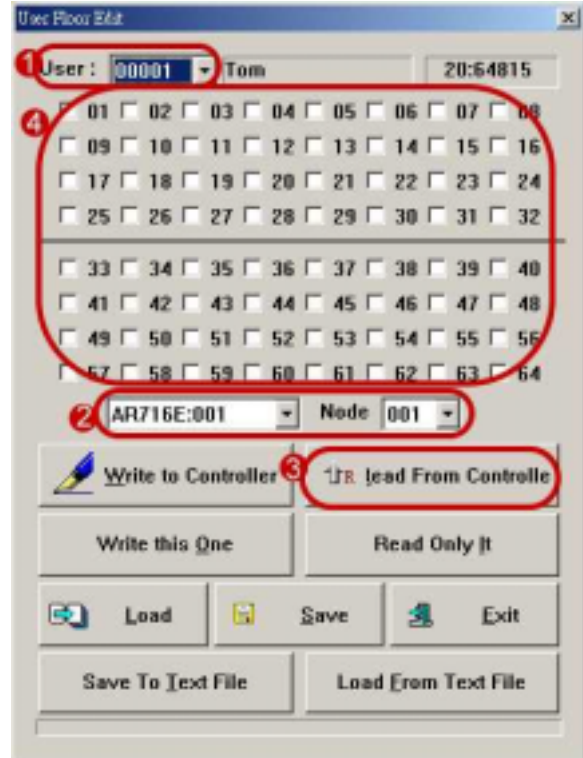 User Floor Edit
1 User : 00001 Tom 20:64815
4
01 02 03 04 05 06 07 08
09 10 11 12 13 14 15 16
17 18 19 20 21 22 23 24
25 26 27 28 29 30 31 32
33 34 35 36 37 38 39 40
41 42 43 44 45 46 47 48
49 50 51 52 53 54 55 56
57 58 59 60 61 62 63 64
2 AR716E:001 Node 001
Write to Controller 3 R lead From Controlle
Write this One Read Only It
Load Save Exit
Save To Text File Load From Text File